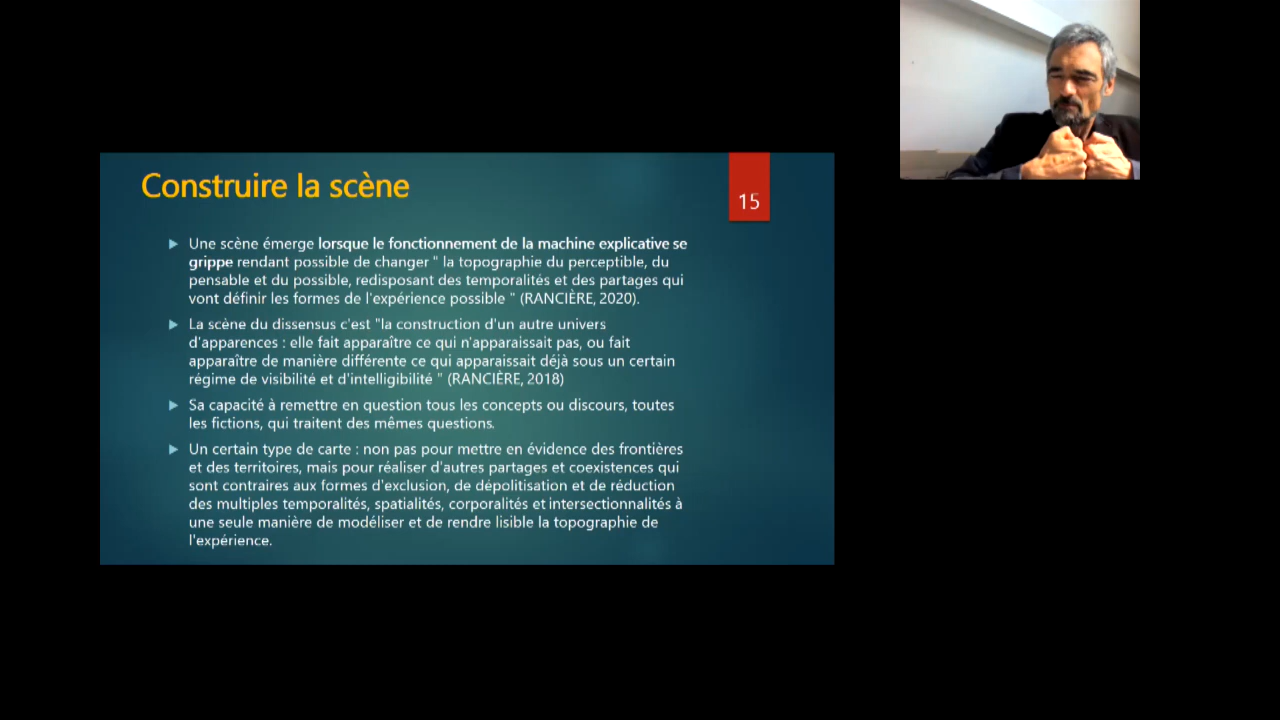 Construire la scène
15
Une scène émerge lorsque le fonctionnement de la machine explicative se
grippe rendant possible de changer " la topographie du perceptible, du
pensable et du possible, redisposant des temporalités et des partages qui
vont définir les formes de l'expérience possible " (RANCIÈRE, 2020).
La scène du dissensus c'est "la construction d'un autre univers
d'apparences : elle fait apparaître ce qui n'apparaissait pas, ou fait
apparaître de manière différente ce qui apparaissait déjà sous un certain
régime de visibilité et d'intelligibilité " (RANCIÈRE, 2018)
Sa capacité à remettre en question tous les concepts ou discours, toutes
les fictions, qui traitent des mêmes questions.
Un certain type de carte : non pas pour mettre en évidence des frontières
et des territoires, mais pour réaliser d'autres partages et coexistences qui
sont contraires aux formes d'exclusion, de dépolitisation et de réduction
des multiples temporalités, spatialités, corporalités et intersectionnalités à
une seule manière de modéliser et de rendre lisible la topographie de
l'expérience.